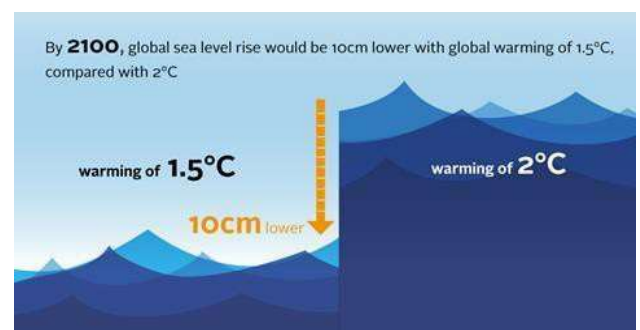 By 2100, global sea level rise would be 10cm lower with global warming of 1.5°C,
compared with 2°C
warming of 1.5°C
warming of 2°C
10cm lower